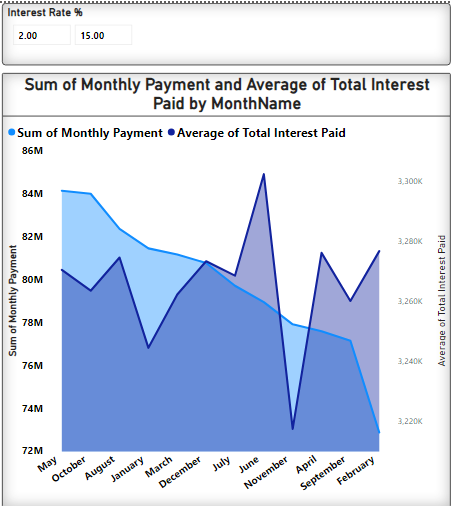 Interest Rate %
2.00 15.00
Sum of Monthly Payment and Average of Total Interest
Paid by MonthName
Sum of Monthly Payment Average of Total Interest Paid
86M
84M
82M
80M
78M
76M
74M
72M
Sum of Monthly Payment
3,300K
3,280K
3,260K
3,240K
3,220K
Average of Total Interest Paid
May
October
August
January
March
December
July
June
November
April
September
February